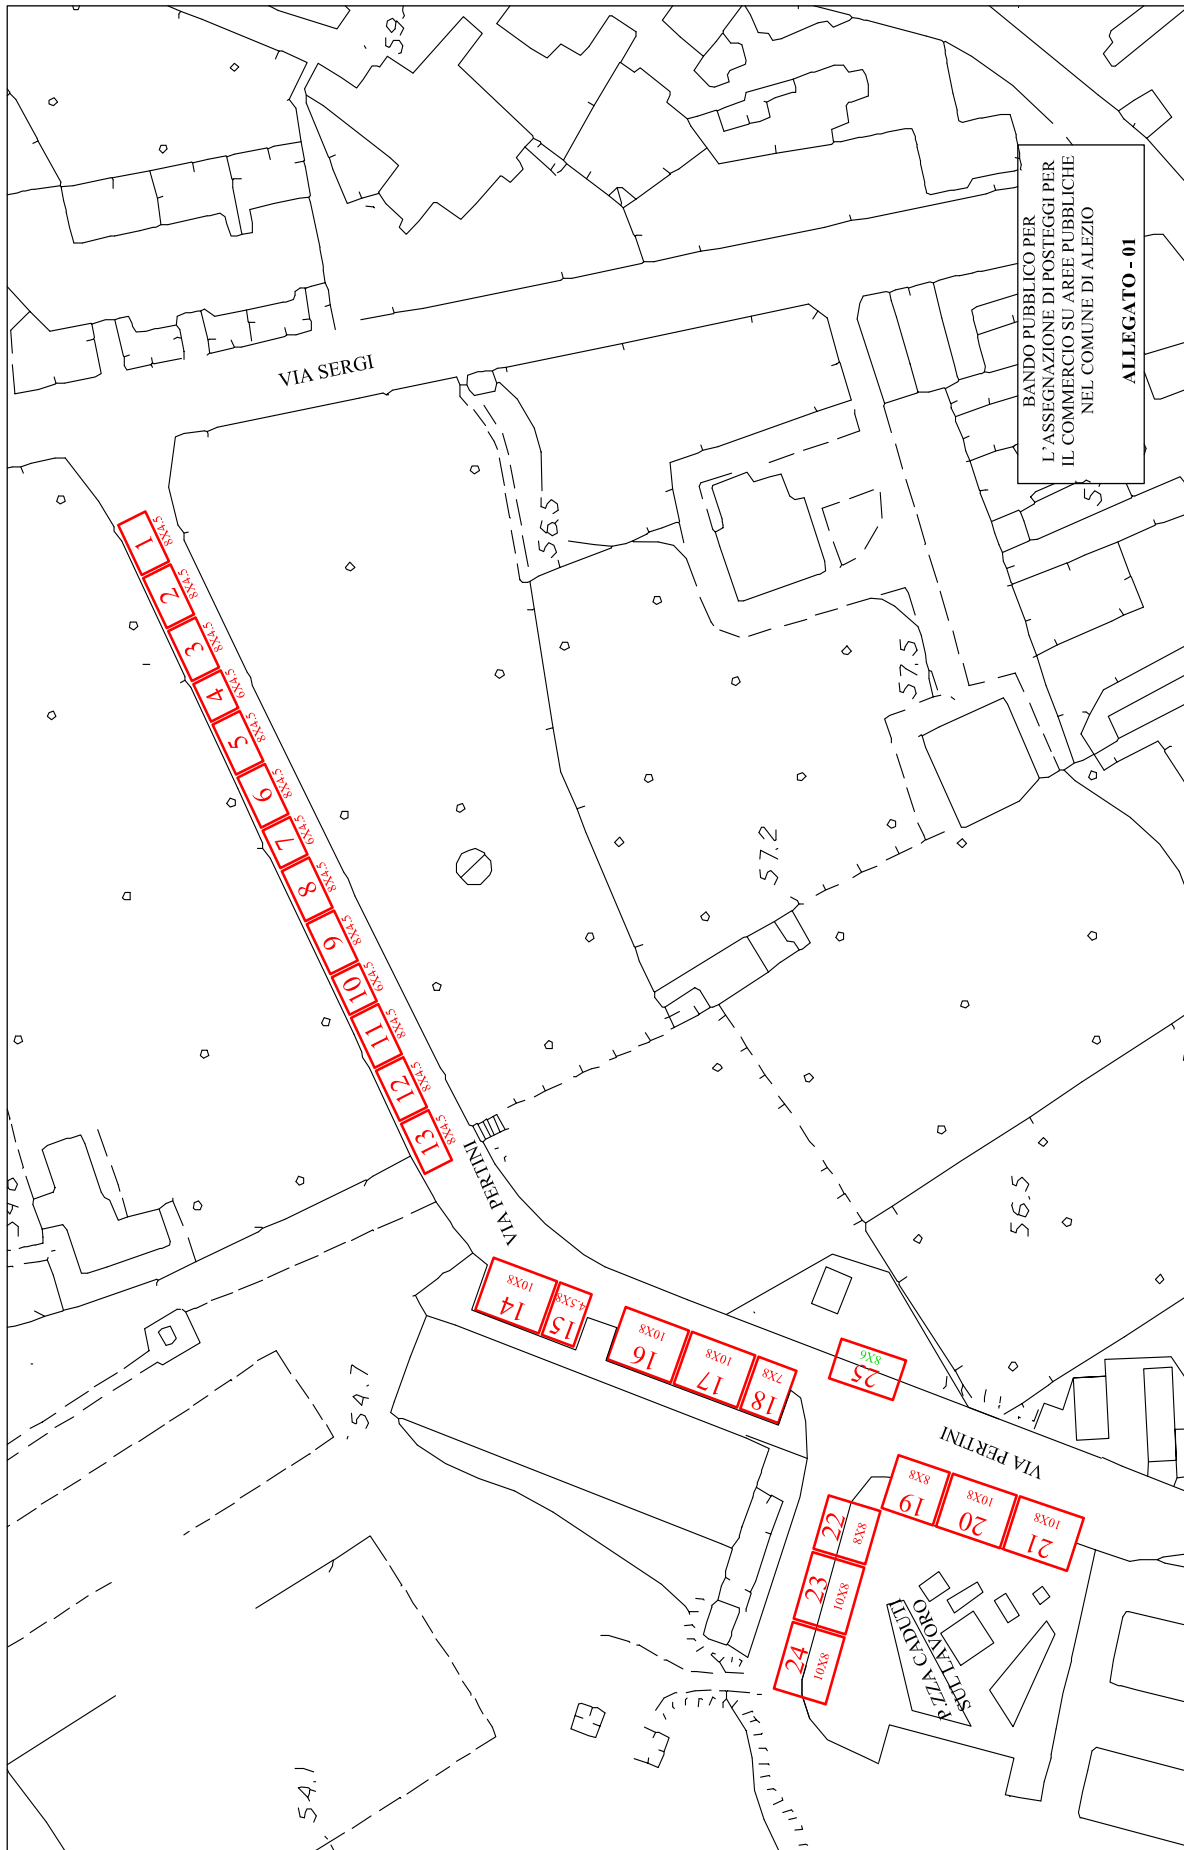 BANDO PUBBLICO PER
L'ASSEGNAZIONE DI POSTEGGI PER
IL COMMERCIO SU AREE PUBBLICHE
NEL COMUNE DI ALEZIO
ALLEGATO - 01
59
VIA SERGI
56.5
57.5
57.2
56.5
54.7
54.1
1
8X4.5
2
8X4.5
3
8X4.5
4
6X4.5
5
8X4.5
6
8X4.5
7
6X4.5
8
8X4.5
9
8X4.5
10
6X4.5
11
8X4.5
12
8X4.5
13
8X4.5
VIA PERTINI
14
10X8
15
4.5X8
16
10X8
17
10X8
18
7X8
25
8X6
VIA PERTINI
19
8X8
20
10X8
21
10X8
22
8X8
23
10X8
24
10X8
P.ZZA CADUTI
SUL LAVORO